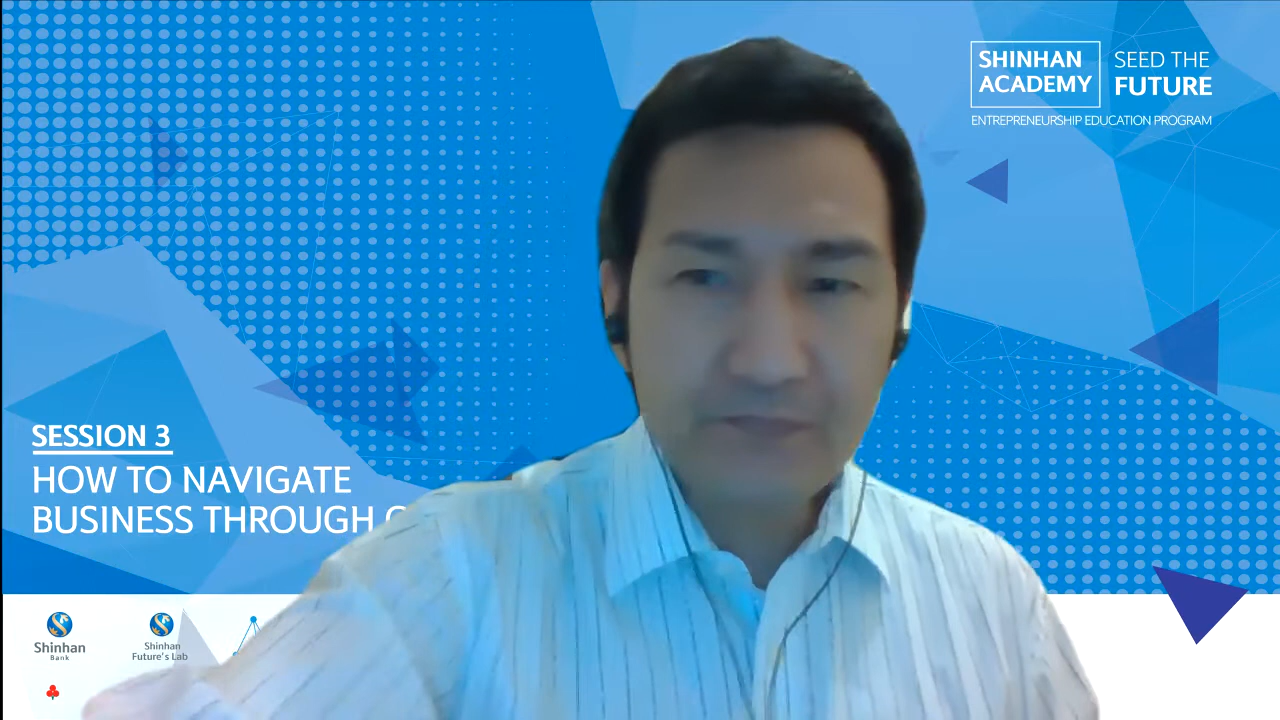 SHINHAN
ACADEMY
SEED THE
FUTURE
ENTREPRENEURSHIP EDUCATION PROGRAM
SESSION 3
HOW TO NAVIGATE
BUSINESS THROUGH
Shinhan
Bank
Shinhan
Future's Lab